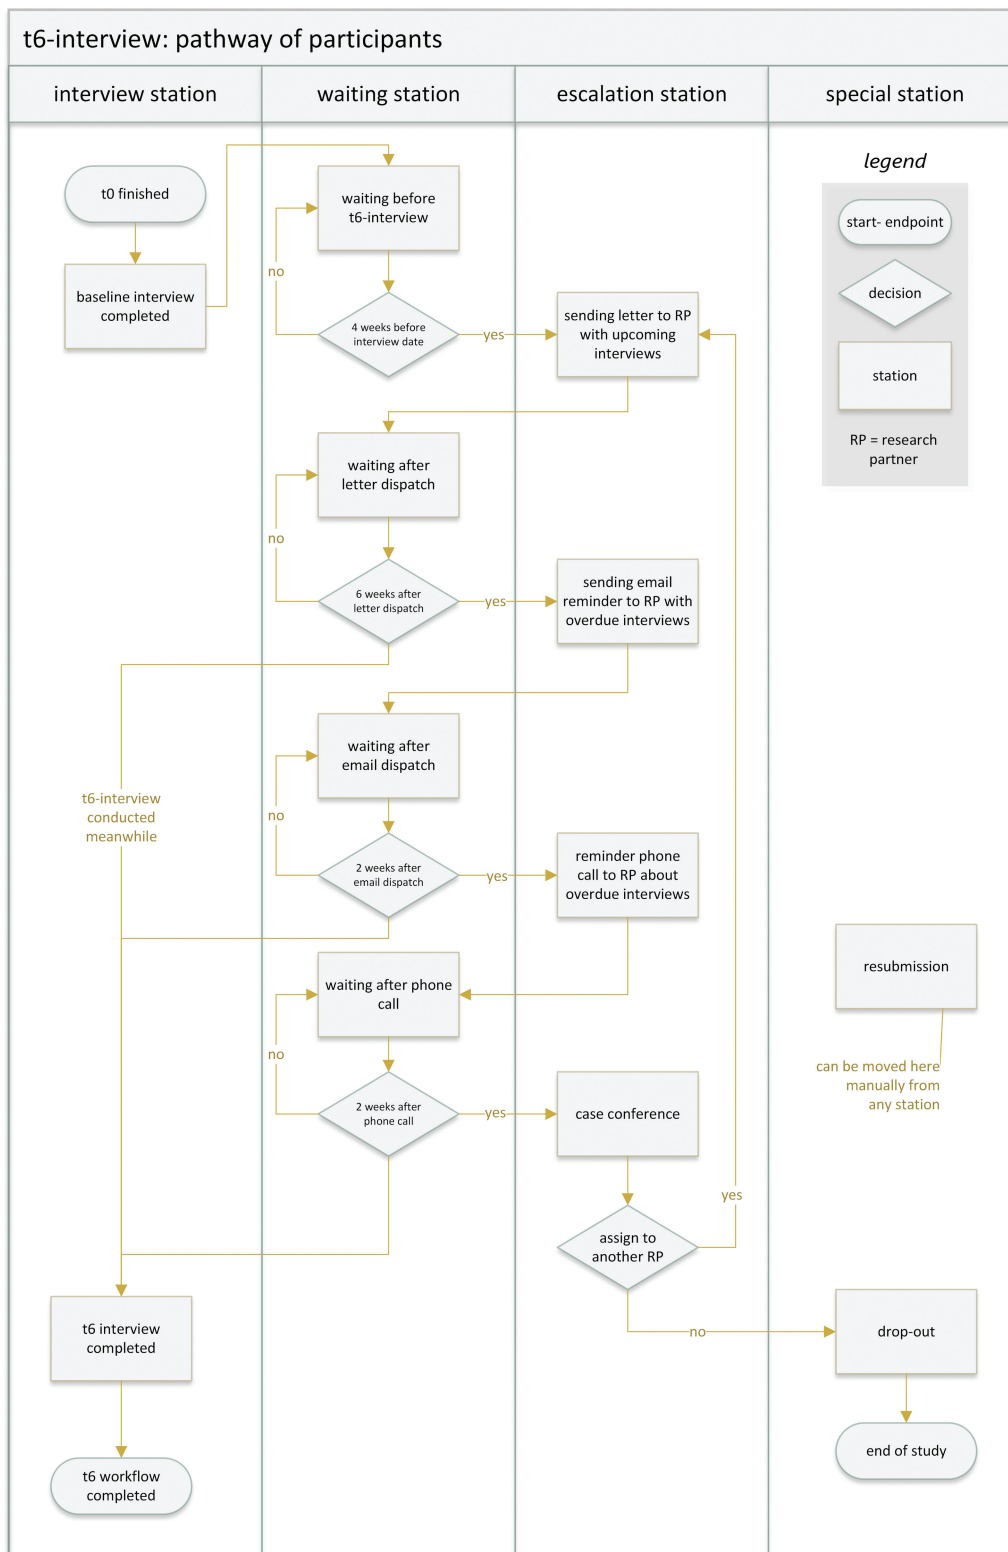 t6-interview: pathway of participants
interview station
waiting station
escalation station
special station
legend
start- endpoint
decision
station
RP = research
partner
t0 finished
baseline interview
completed
waiting before
t6-interview
no
4 weeks before
interview date
yes
sending letter to RP
with upcoming
interviews
waiting after
letter dispatch
no
6 weeks after
letter dispatch
yes
sending email
reminder to RP with
overdue interviews
t6-interview
conducted
meanwhile
waiting after
email dispatch
no
2 weeks after
email dispatch
yes
reminder phone
call to RP about
overdue interviews
waiting after phone
call
no
2 weeks after
phone call
yes
case conference
assign to
another RP
yes
no
resubmission
can be moved here
manually from
any station
drop-out
end of study
t6 interview
completed
t6 workflow
completed